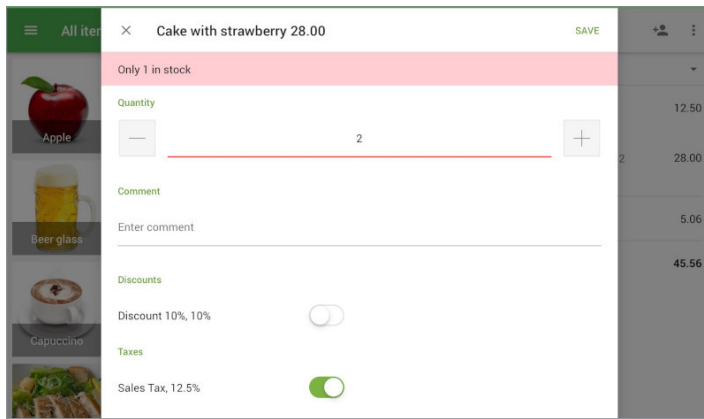 All iter
Cake with strawberry 28.00
SAVE
Only 1 in stock
Quantity
2
Comment
Enter comment
Discounts
Discount 10%, 10%
Taxes
Sales Tax, 12.5%
Apple
Beer glass
Capuccino
12.50
2 28.00
5.06
45.56